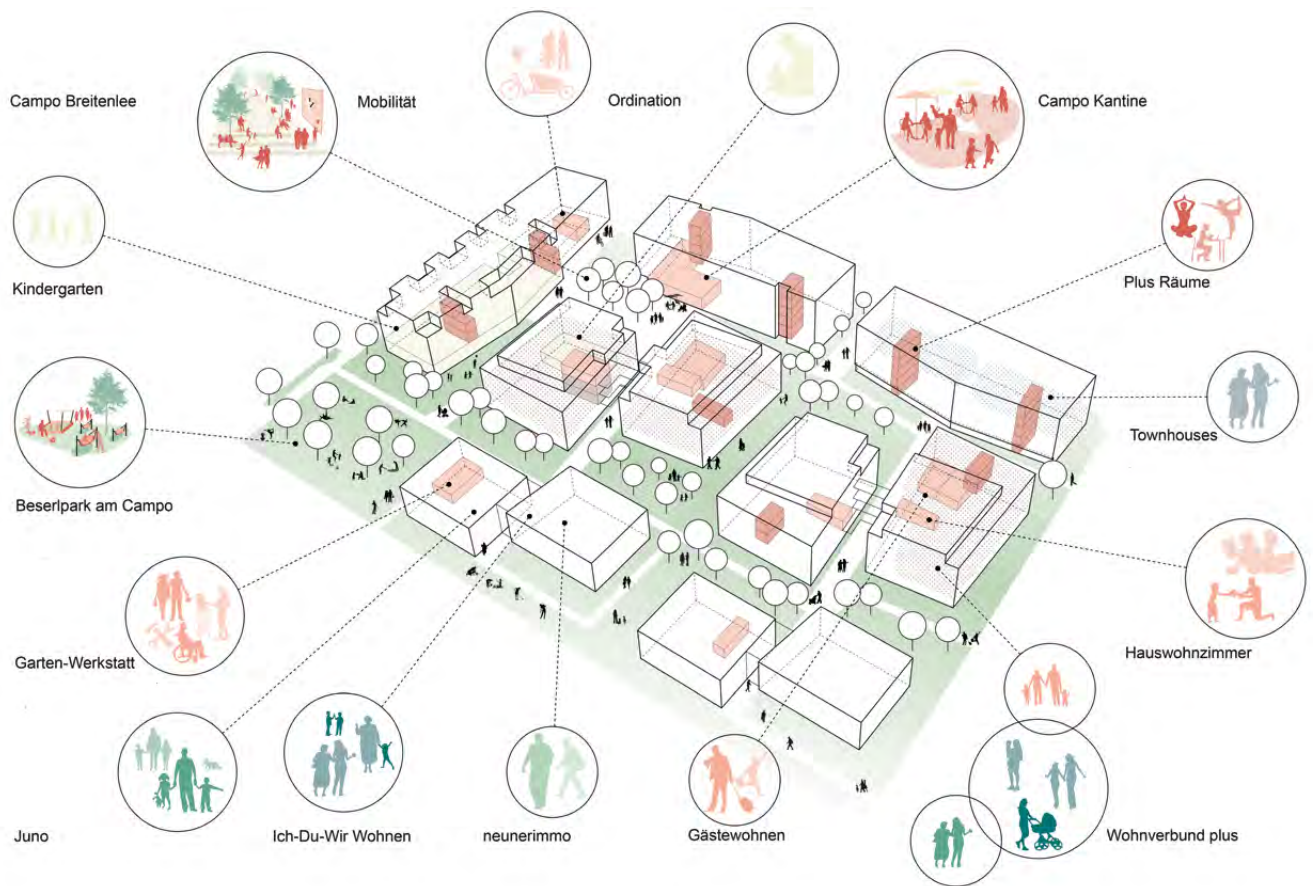 Campo Breitenlee
Mobilität
Ordination
Campo Kantine
Kindergarten
Plus Räume
Townhouses
Beserlpark am Campo
Garten-Werkstatt
Hauswohnzimmer
Juno
Ich-Du-Wir Wohnen
neunerimmo
Gästewohnen
Wohnverbund plus